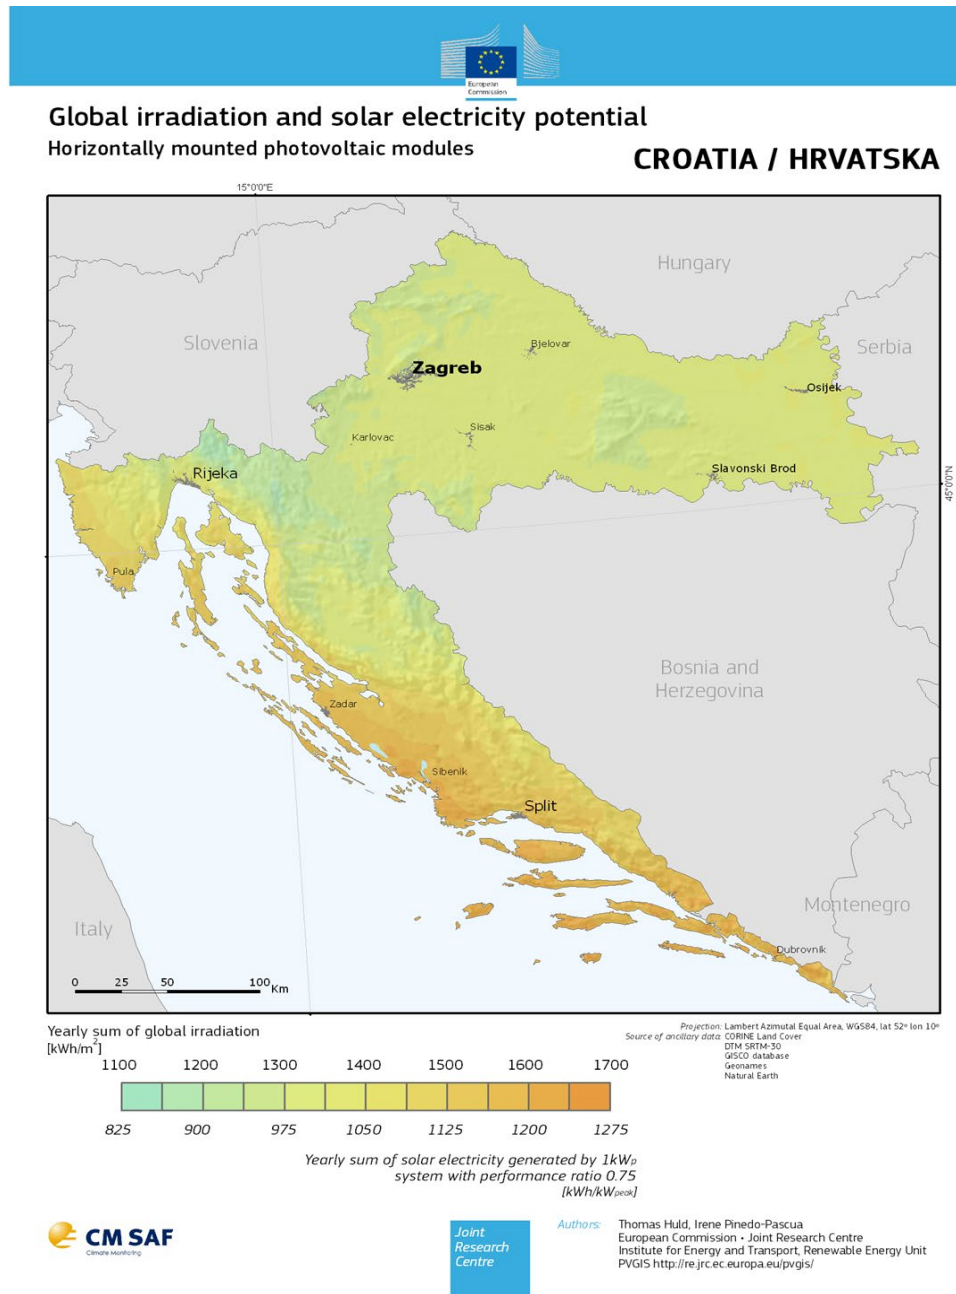 European
Commission
Global irradiation and solar electricity potential
Horizontally mounted photovoltaic modules
CROATIA / HRVATSKA
15°0'0"E
Hungary
Slovenia
Serbia
Bjelovar
Zagreb
Osijek
Sisak
Karlovac
Slavonski Brod
Rijeka
45°0'0"N
Pula
Bosnia and
Herzegovina
Zadar
Sibenik
Split
Montenegro
Italy
Dubrovnik
0 25 50 100 Km
Yearly sum of global irradiation
[kWh/m²]
1100 1200 1300 1400 1500 1600 1700
825 900 975 1050 1125 1200 1275
Yearly sum of solar electricity generated by 1kWp
system with performance ratio 0.75
[kWh/kWpeak]
Projection: Lambert Azimutal Equal Area, WGS84, lat 52° lon 10°
Source of ancillary data: CORINE Land Cover
DTM SRTM-30
GISCO database
Geonames
Natural Earth
CM SAF
Climate Monitoring
Joint
Research
Centre
Authors: Thomas Huld, Irene Pinedo-Pascua
European Commission • Joint Research Centre
Institute for Energy and Transport, Renewable Energy Unit
PVGIS http://re.jrc.ec.europa.eu/pvgis/